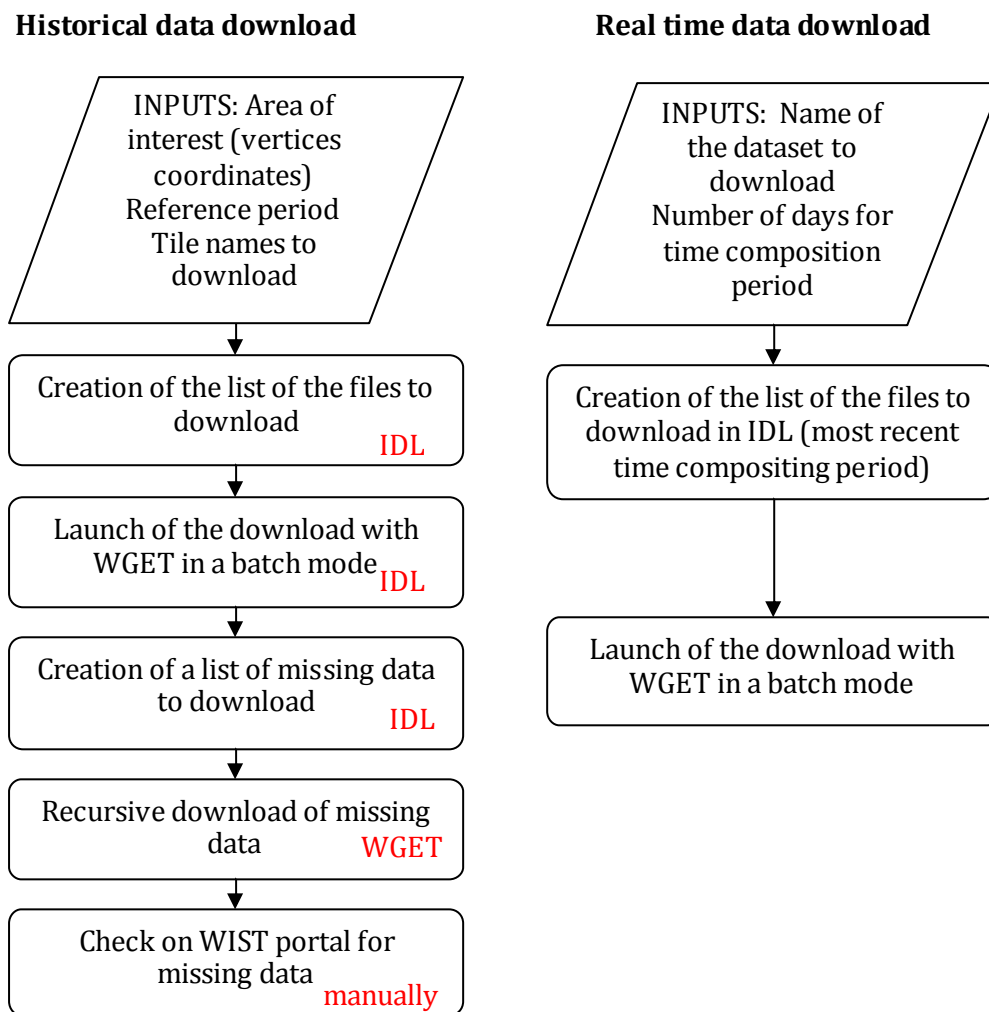 Historical data download
INPUTS: Area of
interest (vertices
coordinates)
Reference period
Tile names to
download
Creation of the list of the files to
download
IDL
Launch of the download with
WGET in a batch mode
IDL
Creation of a list of missing data
to download
IDL
Recursive download of missing
data
WGET
Check on WIST portal for
missing data
manually
Real time data download
INPUTS: Name of
the dataset to
download
Number of days for
time composition
period
Creation of the list of the files to
download in IDL (most recent
time compositing period)
Launch of the download with
WGET in a batch mode